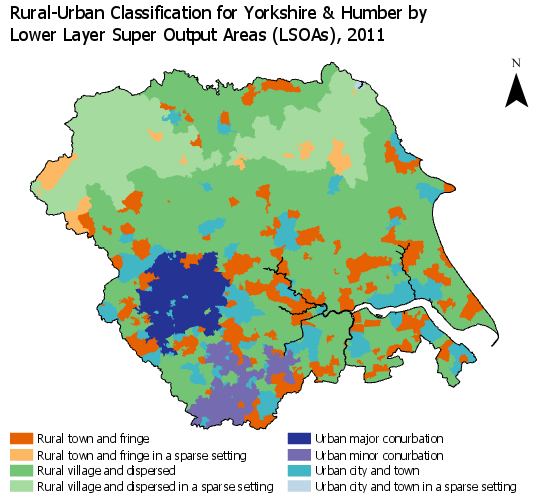 Rural-Urban Classification for Yorkshire & Humber by
Lower Layer Super Output Areas (LSOAs), 2011
N
Rural town and fringe
Rural town and fringe in a sparse setting
Rural village and dispersed
Rural village and dispersed in a sparse setting
Urban major conurbation
Urban minor conurbation
Urban city and town
Urban city and town in a sparse setting